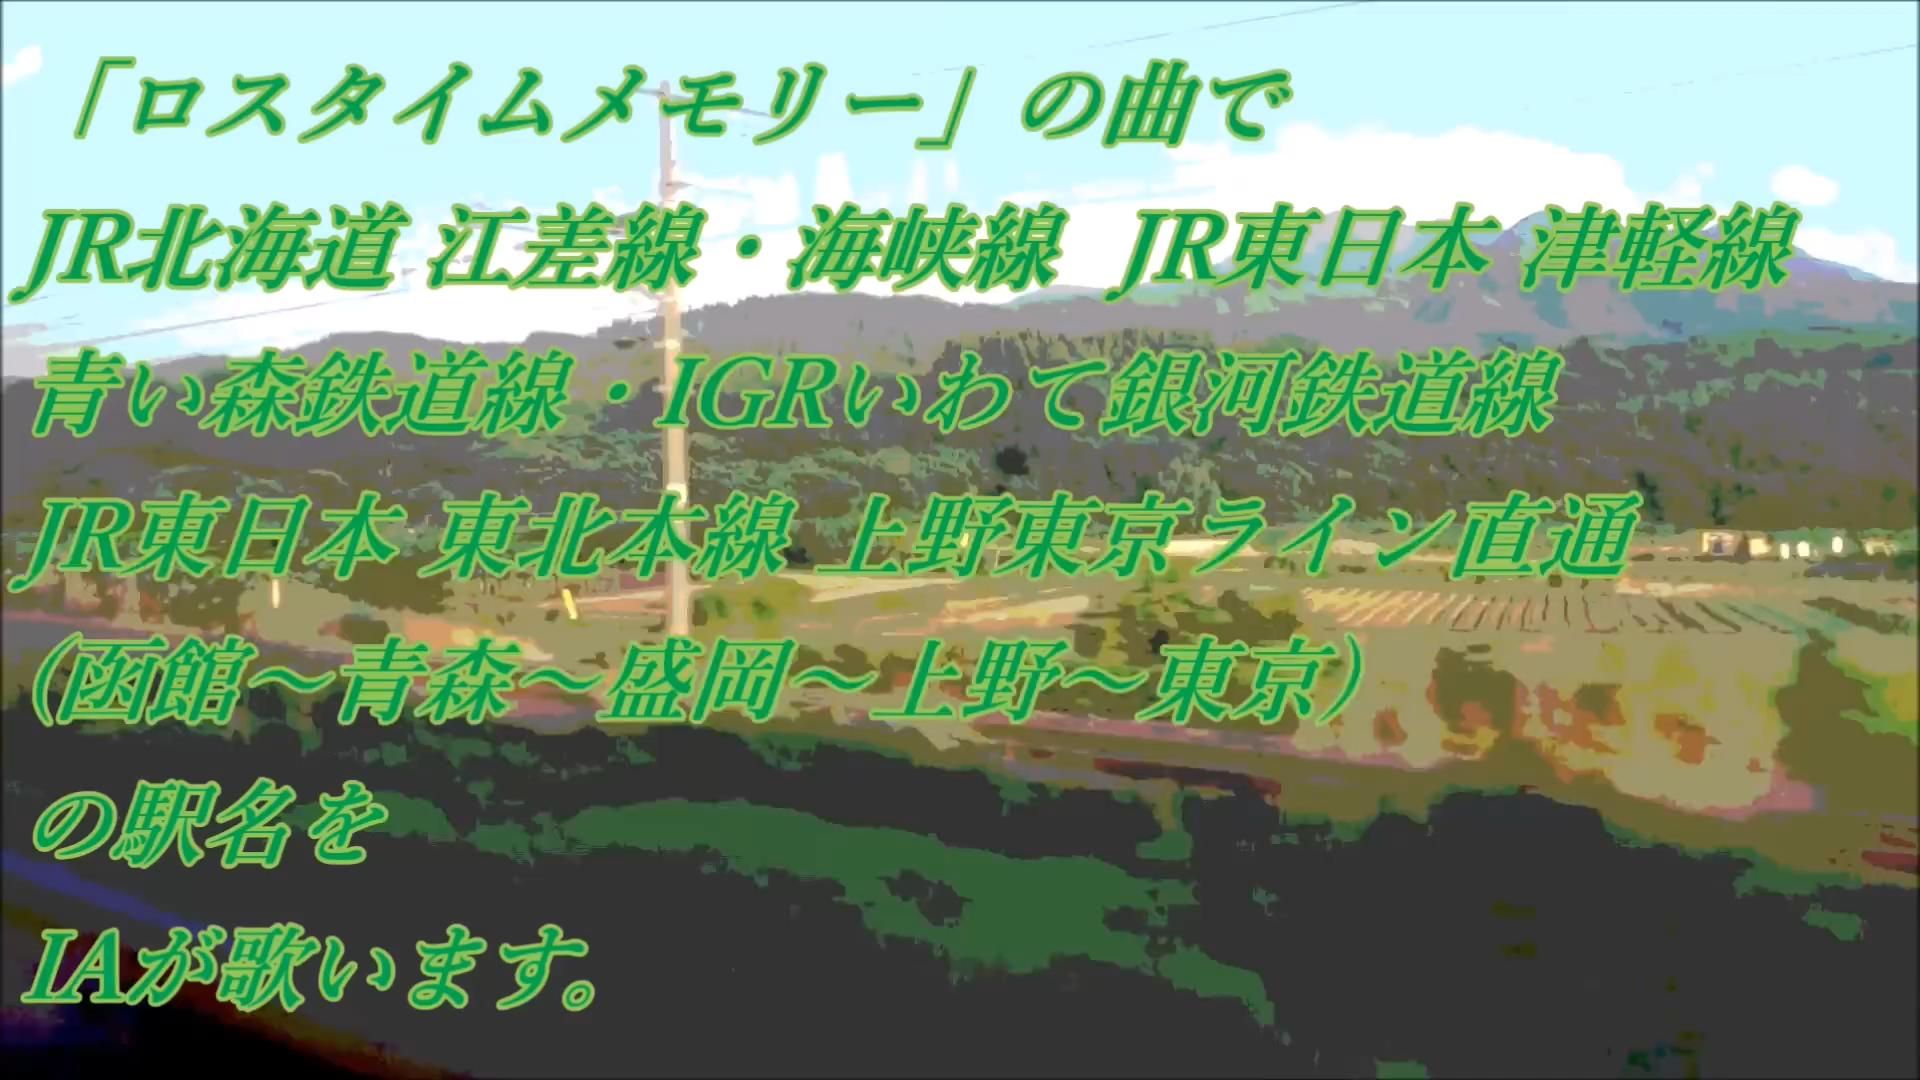 「ロスタイムメモリー」の曲で
JR北海道 江差線・海峡線 JR東日本 津軽線
青い森鉄道線・IGRいわて銀河鉄道線
JR東日本 東北本線 上野東京ライン直通
(函館～青森～盛岡～上野～東京)
の駅名を
IAが歌います。